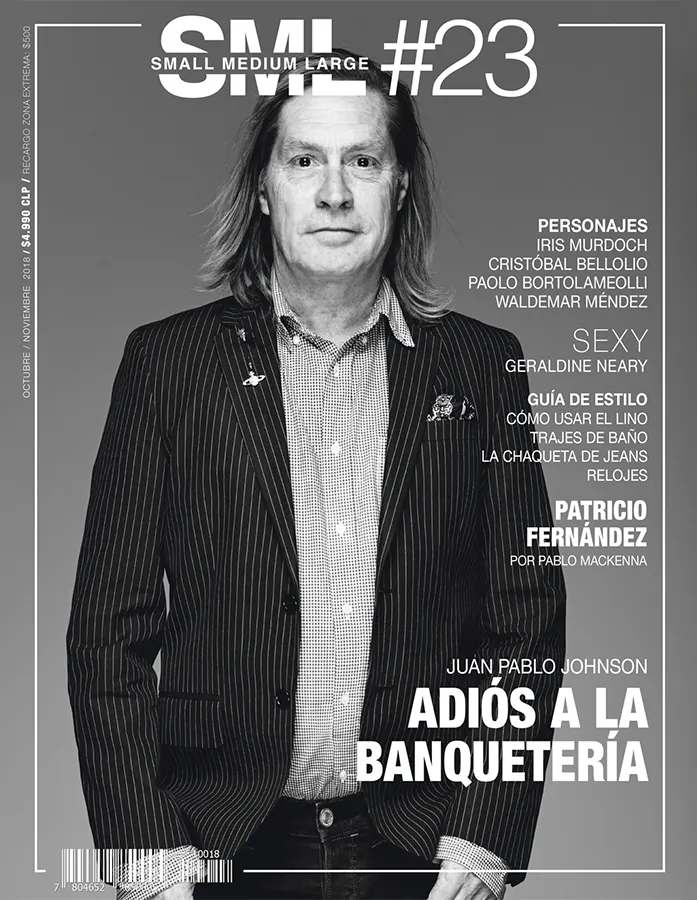 SML
SMALL MEDIUM LARGE
#23
OCTUBRE / NOVIEMBRE 2018 / $4.990 CLP / RECARGO ZONA EXTREMA: $500
PERSONAJES
IRIS MURDOCH
CRISTÓBAL BELLOLIO
PAOLO BORTOLAMEOLLI
WALDEMAR MÉNDEZ
SEXY
GERALDINE NEARY
GUÍA DE ESTILO
CÓMO USAR EL LINO
TRAJES DE BAÑO
LA CHAQUETA DE JEANS
RELOJES
PATRICIO
FERNÁNDEZ
POR PABLO MACKENNA
JUAN PABLO JOHNSON
ADIÓS A LA
BANQUETERÍA
7 804652